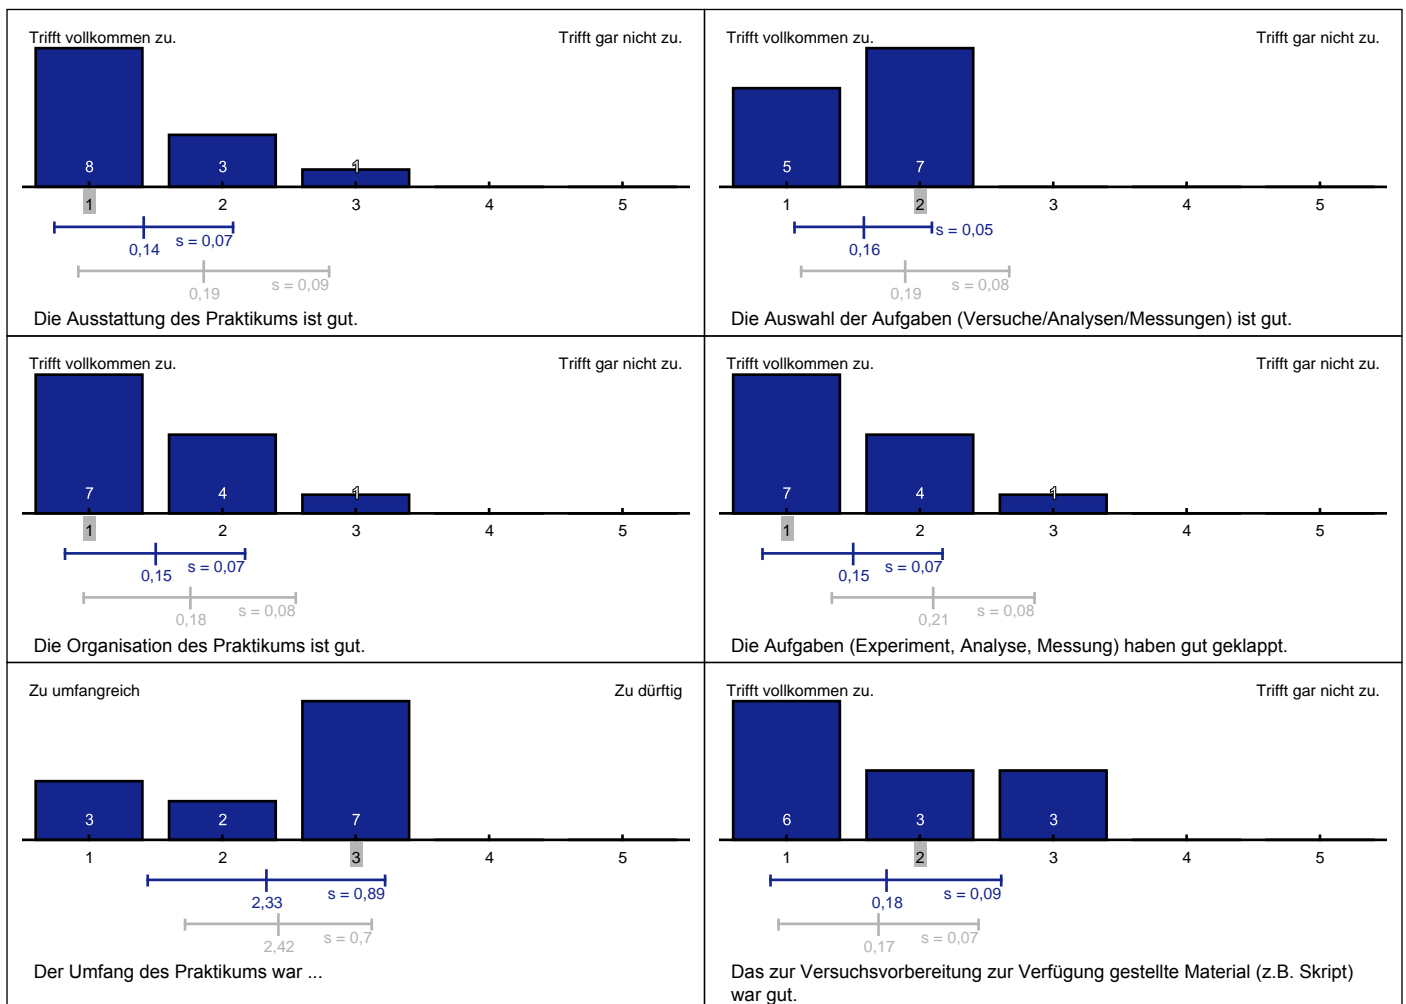 Trifft vollkommen zu. Trifft gar nicht zu.
8 3 1
1 2 3 4 5
0,14 s = 0,07
0,19 s = 0,09
Die Ausstattung des Praktikums ist gut.
Trifft vollkommen zu. Trifft gar nicht zu.
5 7
1 2 3 4 5
0,16 s = 0,05
0,19 s = 0,08
Die Auswahl der Aufgaben (Versuche/Analysen/Messungen) ist gut.
Trifft vollkommen zu. Trifft gar nicht zu.
7 4 1
1 2 3 4 5
0,15 s = 0,07
0,18 s = 0,08
Die Organisation des Praktikums ist gut.
Trifft vollkommen zu. Trifft gar nicht zu.
7 4 1
1 2 3 4 5
0,15 s = 0,07
0,21 s = 0,08
Die Aufgaben (Experiment, Analyse, Messung) haben gut geklappt.
Zu umfangreich Zu dürftig
3 2 7
1 2 3 4 5
2,33 s = 0,89
2,42 s = 0,7
Der Umfang des Praktikums war ...
Trifft vollkommen zu. Trifft gar nicht zu.
6 3 3
1 2 3 4 5
0,18 s = 0,09
0,17 s = 0,07
Das zur Versuchsvorbereitung zur Verfügung gestellte Material (z.B. Skript)
war gut.